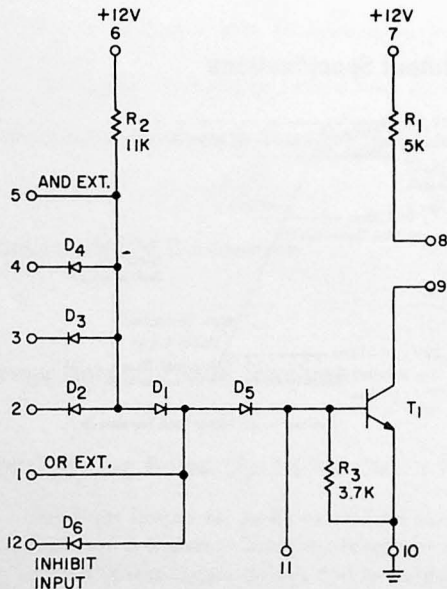 +12V
6
+12V
7
R2
11K
R1
5K
5
AND EXT.
8
4
D4
9
3
D3
2
D2
D1
D5
T1
1
OR EXT.
R3
3.7K
12
D6
INHIBIT
INPUT
11
10